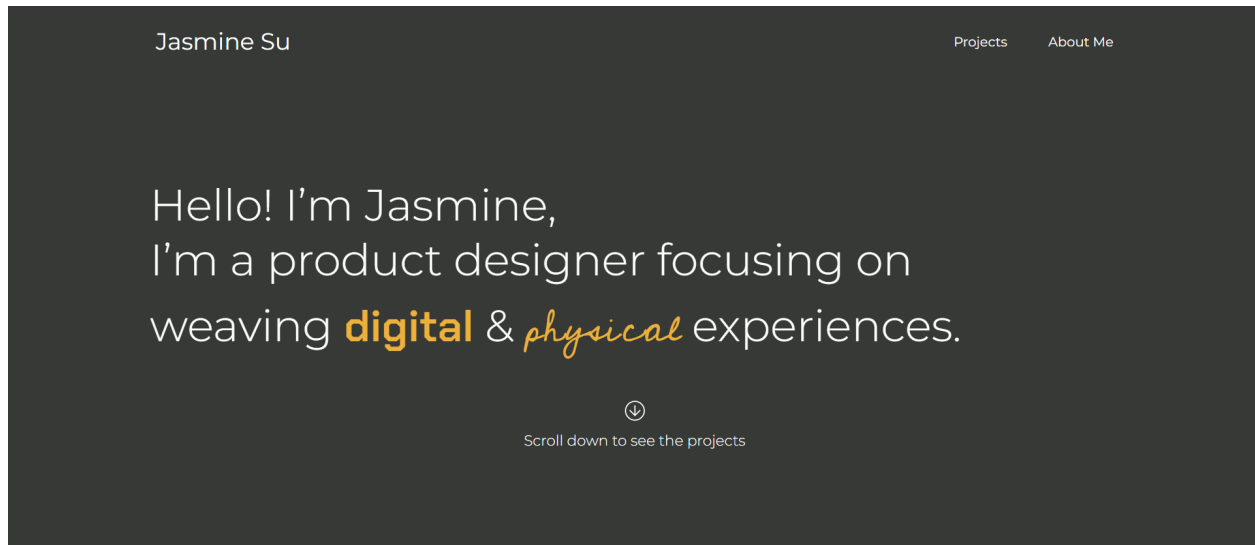 Jasmine Su
Projects
About Me
Hello! I’m Jasmine,
I’m a product designer focusing on
weaving digital & physical experiences.
Scroll down to see the projects